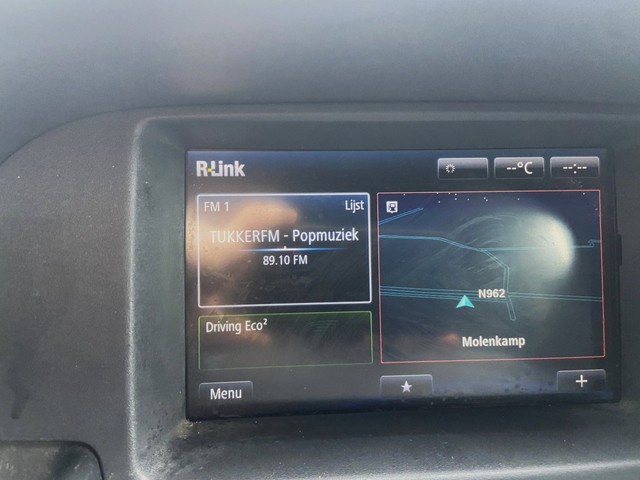 R-Link
--°C
--:--
FM 1
Lijst
TUKKERFM - Popmuziek
89.10 FM
N962
Molenkamp
Driving Eco²
Menu
+